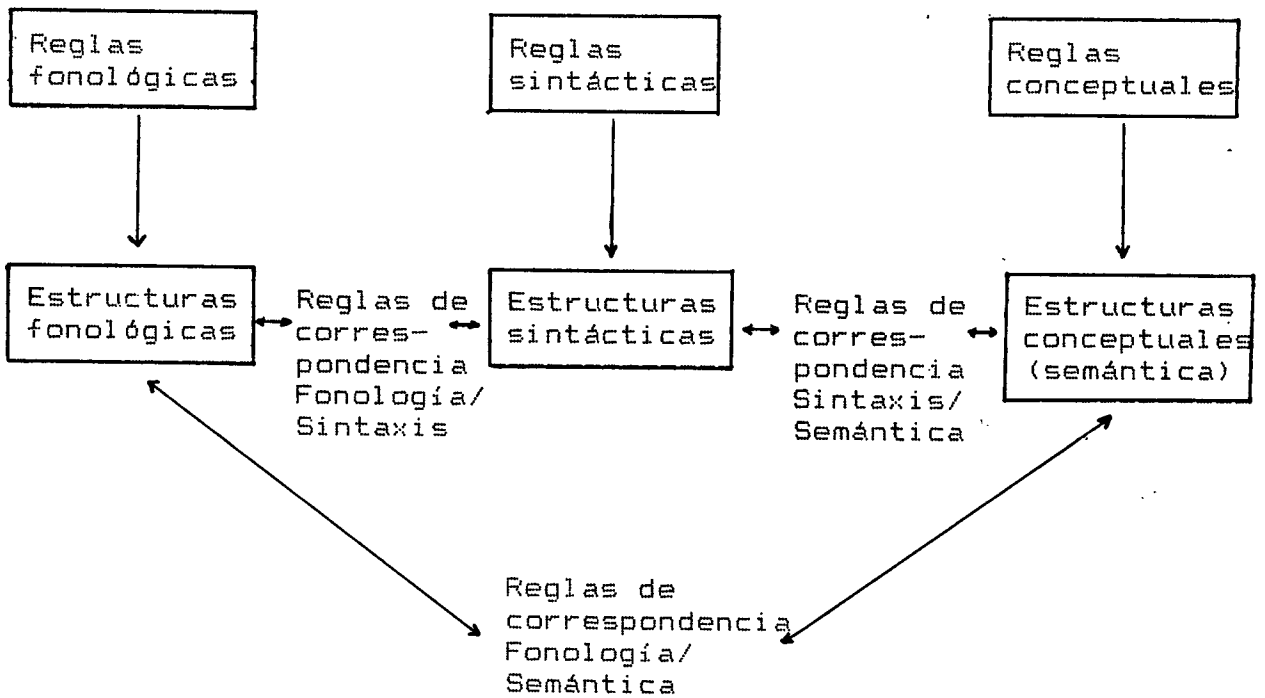 Reglas
fonológicas
Reglas
sintácticas
Reglas
conceptuales
Estructuras
fonológicas
Reglas de
corres-
pondencia
Fonología/
Sintaxis
Estructuras
sintácticas
Reglas de
corres-
pondencia
Sintaxis/
Semántica
Estructuras
conceptuales
(semántica)
Reglas de
correspondencia
Fonología/
Semántica